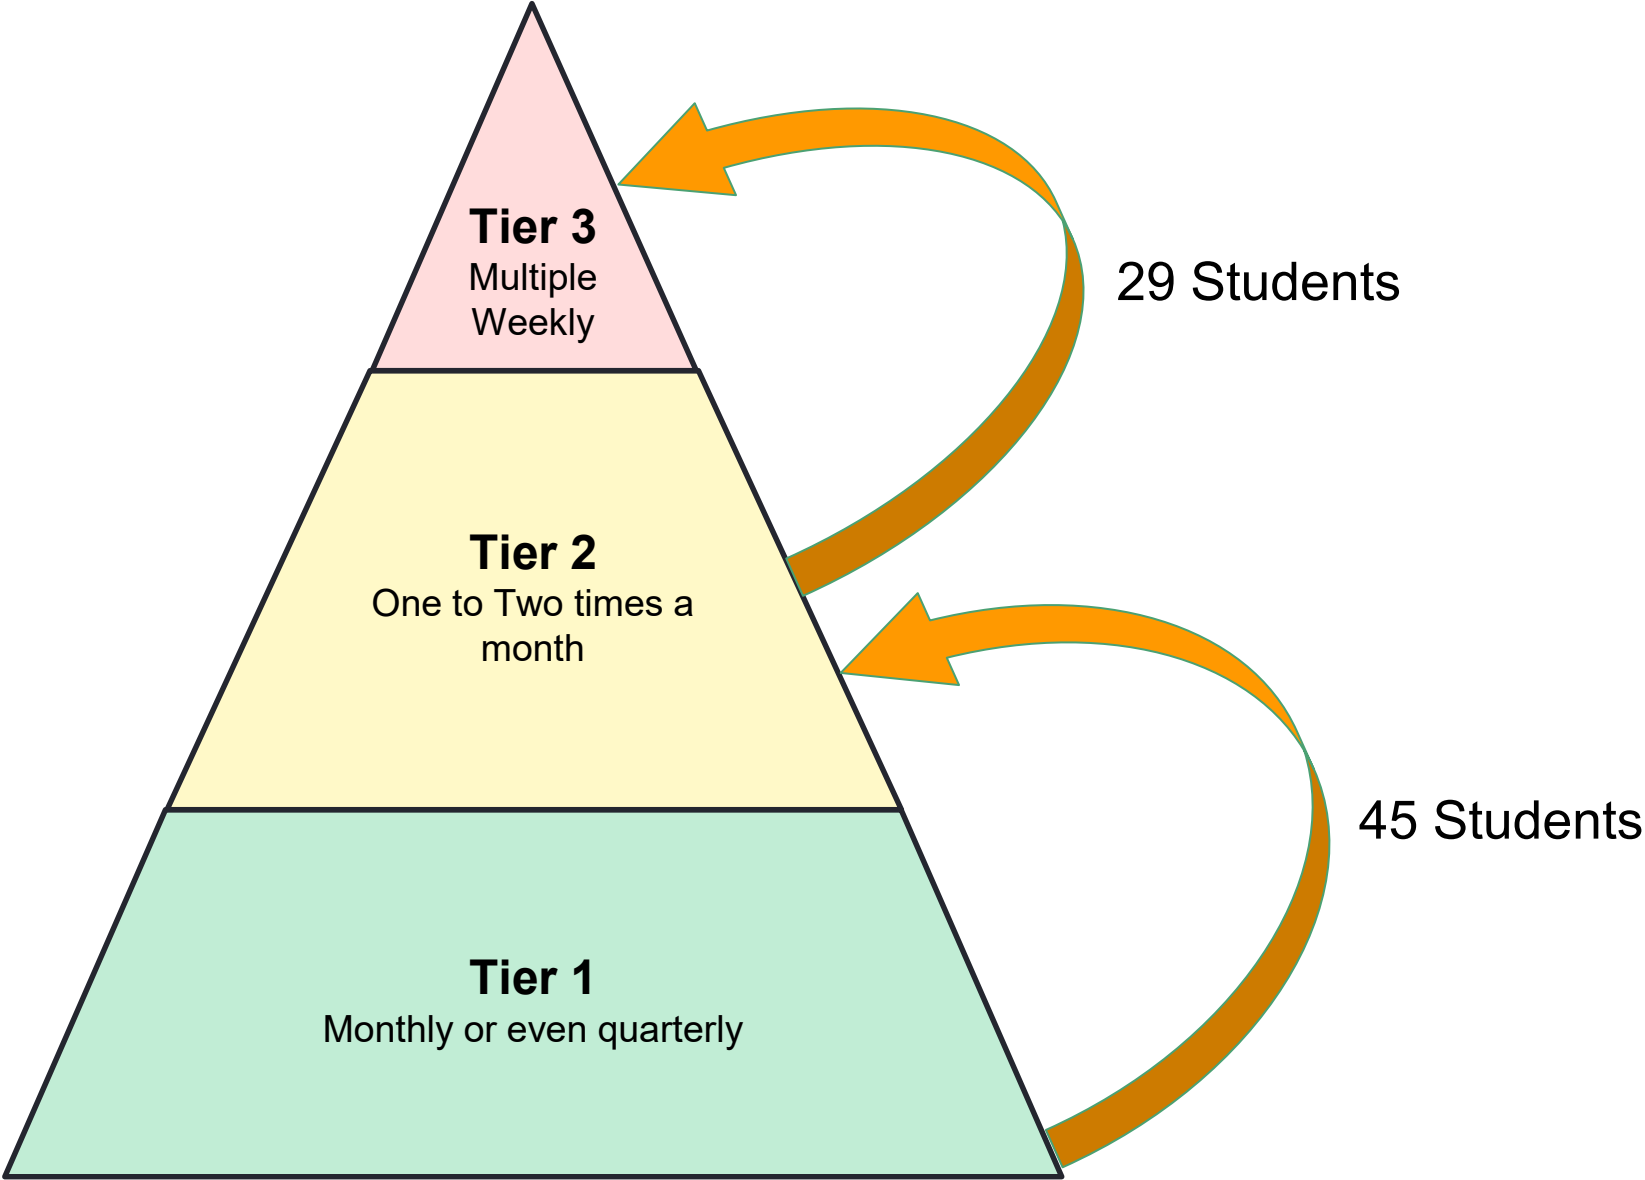 Tier 3
Multiple
Weekly
29 Students
Tier 2
One to Two times a
month
45 Students
Tier 1
Monthly or even quarterly